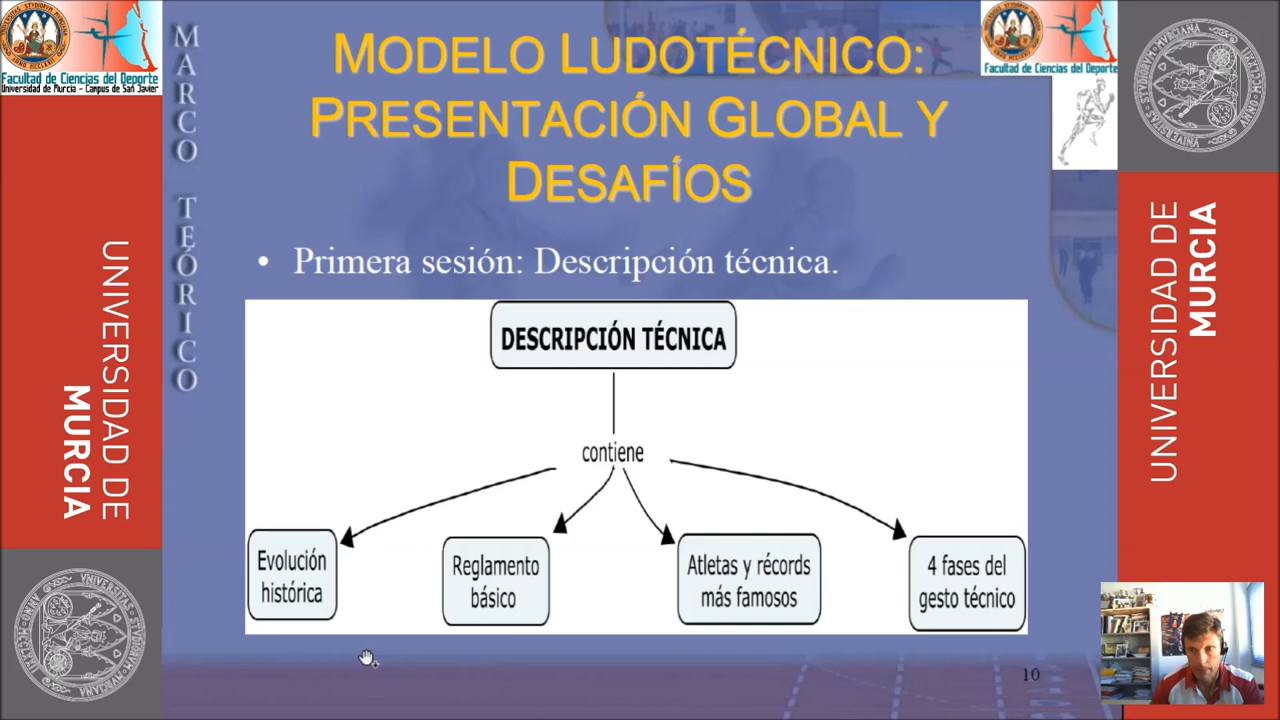 Facultad de Ciencias del Deporte
Universidad de Murcia - Campus de San Javier
MARCO TEÓRICO
MODELO LUDOTÉCNICO:
PRESENTACIÓN GLOBAL Y
DESAFÍOS
Facultad de Ciencias del Deporte
• Primera sesión: Descripción técnica.
DESCRIPCIÓN TÉCNICA
contiene
Evolución
histórica
Reglamento
básico
Atletas y récords
más famosos
4 fases del
gesto técnico
10
UNIVERSIDAD DE
MURCIA
UNIVERSIDAD DE
MURCIA